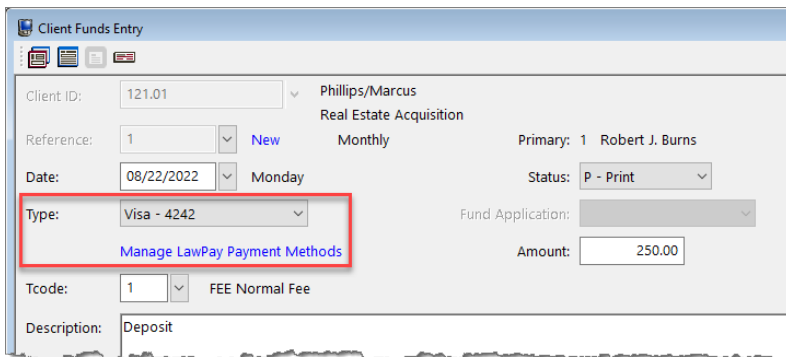 Client Funds Entry
Client ID: 121.01 Phillips/Marcus
Real Estate Acquisition
Reference: 1 New Monthly Primary: 1 Robert J. Burns
Date: 08/22/2022 Monday Status: P - Print
Type: Visa - 4242 Fund Application:
Manage LawPay Payment Methods Amount: 250.00
Tcode: 1 FEE Normal Fee
Description: Deposit